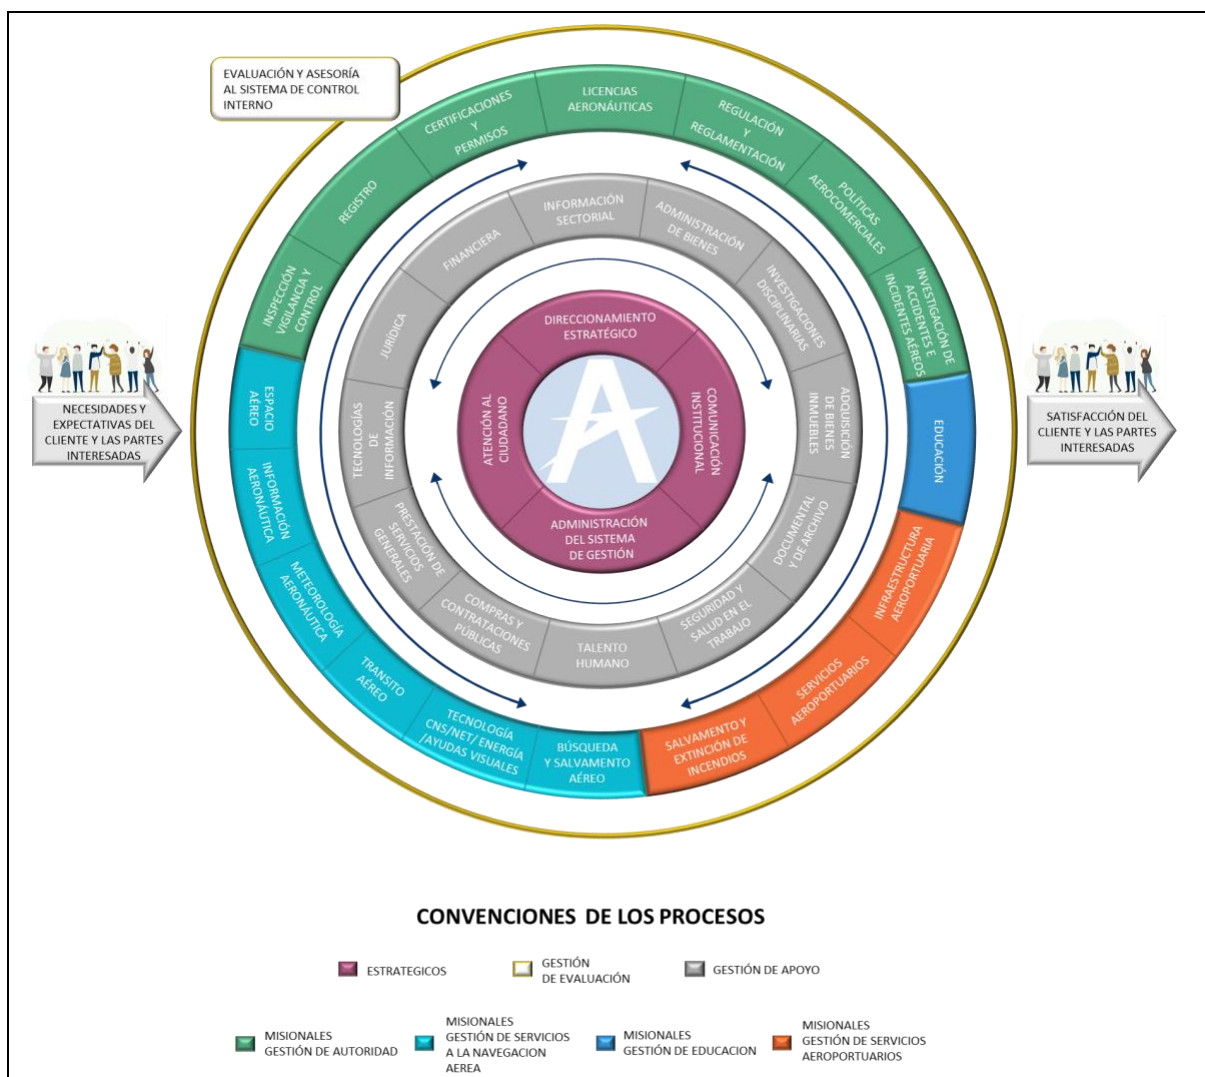 EVALUACIÓN Y ASESORÍA
AL SISTEMA DE CONTROL
INTERNO
INSPECCIÓN
VIGILANCIA Y
CONTROL
REGISTRO
CERTIFICACIONES
Y
PERMISOS
LICENCIAS
AERONÁUTICAS
REGULACIÓN
Y
REGLAMENTACIÓN
POLÍTICAS
AEROCOMERCIALES
INVESTIGACIÓN DE
ACCIDENTES E
INCIDENTES AÉREOS
EDUCACIÓN
INFRAESTRUCTURA
AEROPORTUARIA
SERVICIOS
AEROPORTUARIOS
SALVAMENTO Y
EXTINCIÓN DE
INCENDIOS
BÚSQUEDA
Y SALVAMENTO
AÉREO
TECNOLOGÍA
CNS/NET/ ENERGÍA
/AYUDAS VISUALES
TRANSITO
AÉREO
METEOROLOGÍA
AERONÁUTICA
INFORMACIÓN
AERONÁUTICA
ESPACIO
AÉREO
JURÍDICA
FINANCIERA
INFORMACIÓN
SECTORIAL
ADMINISTRACIÓN
DE BIENES
INVESTIGACIONES
DISCIPLINARIAS
ADQUISICIÓN
DE BIENES
INMUEBLES
DOCUMENTAL
Y DE ARCHIVO
SEGURIDAD Y
SALUD EN EL
TRABAJO
TALENTO
HUMANO
COMPRAS Y
CONTRATACIONES
PÚBLICAS
PRESTACIÓN DE
SERVICIOS
GENERALES
TECNOLOGÍAS
DE
INFORMACIÓN
DIRECCIONAMIENTO
ESTRATÉGICO
COMUNICACIÓN
INSTITUCIONAL
ADMINISTRACIÓN
DEL SISTEMA
DE GESTIÓN
ATENCIÓN AL
CIUDADANO
A
NECESIDADES Y
EXPECTATIVAS DEL
CLIENTE Y LAS PARTES
INTERESADAS
SATISFACCIÓN DEL
CLIENTE Y LAS PARTES
INTERESADAS
CONVENCIONES DE LOS PROCESOS
ESTRATEGICOS
GESTIÓN
DE EVALUACIÓN
GESTIÓN DE APOYO
MISIONALES
GESTIÓN DE AUTORIDAD
MISIONALES
GESTIÓN DE SERVICIOS
A LA NAVEGACION
AEREA
MISIONALES
GESTIÓN DE EDUCACION
MISIONALES
GESTIÓN DE SERVICIOS
AEROPORTUARIOS